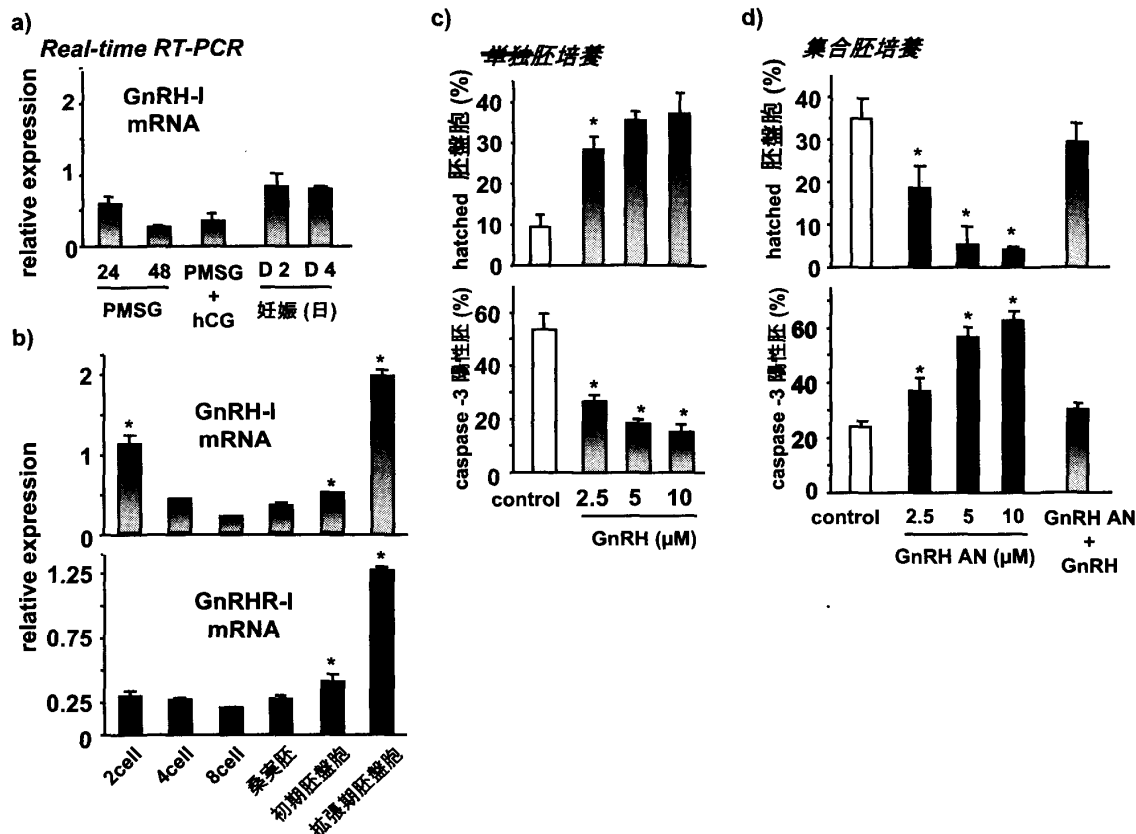 a)
Real-time RT-PCR
GnRH-I
mRNA
relative expression
2
1
0
24
48
PMSG
+
hCG
D 2
D 4
PMSG
妊娠 (日)
b)
GnRH-I
mRNA
relative expression
2
1
0
*
*
*
GnRHR-I
mRNA
1.25
0.75
0.25
0
*
*
2cell
4cell
8cell
桑実胚
初期胚盤胞
拡張期胚盤胞
c)
単独胚培養
hatched 胚盤胞 (%)
40
30
20
10
0
*
caspase -3 陽性胚 (%)
60
40
20
0
*
*
*
control
2.5
5
10
GnRH (μM)
d)
集合胚培養
hatched 胚盤胞 (%)
40
30
20
10
0
*
*
*
caspase -3 陽性胚 (%)
60
40
20
0
*
*
*
control
2.5
5
10
GnRH AN (μM)
GnRH AN
+
GnRH